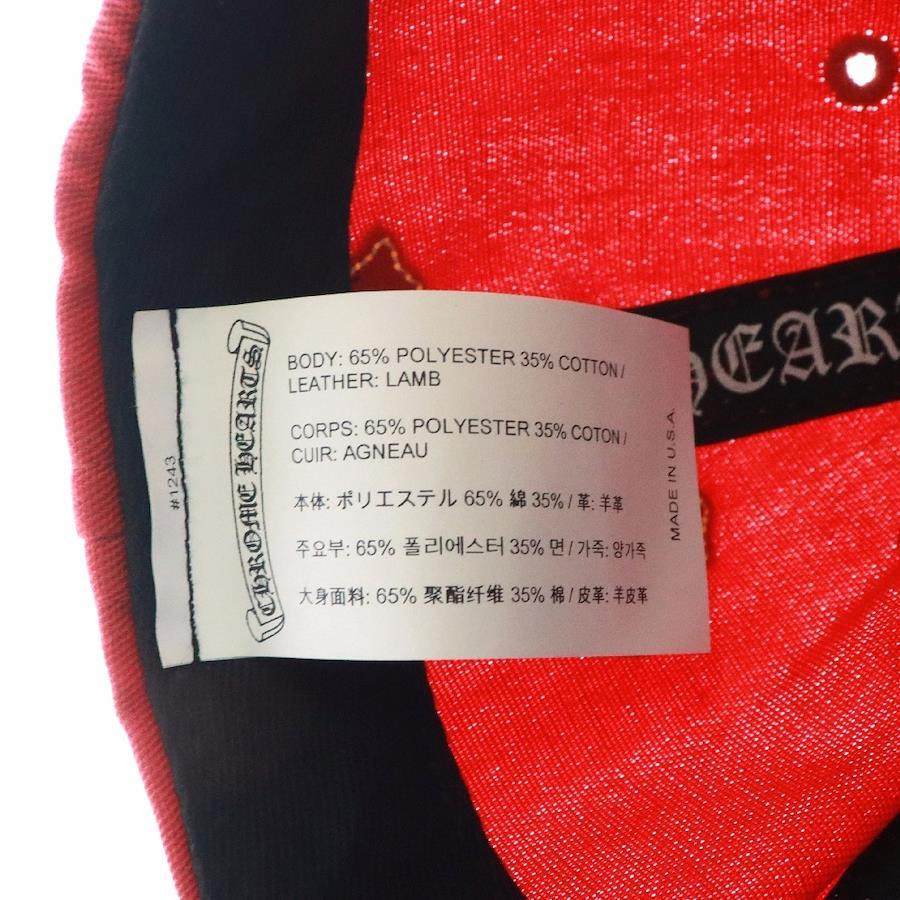 #1243
CHROME HEARTS
BODY: 65% POLYESTER 35% COTTON /
LEATHER: LAMB
CORPS: 65% POLYESTER 35% COTON /
CUIR: AGNEAU
本体: ポリエステル 65% 綿 35% / 革: 羊革
주요부: 65% 폴리에스터 35% 면 / 가죽: 양가죽
大身面料: 65% 聚酯纤维 35% 棉 / 皮革: 羊皮革
MADE IN U.S.A.
HEAR